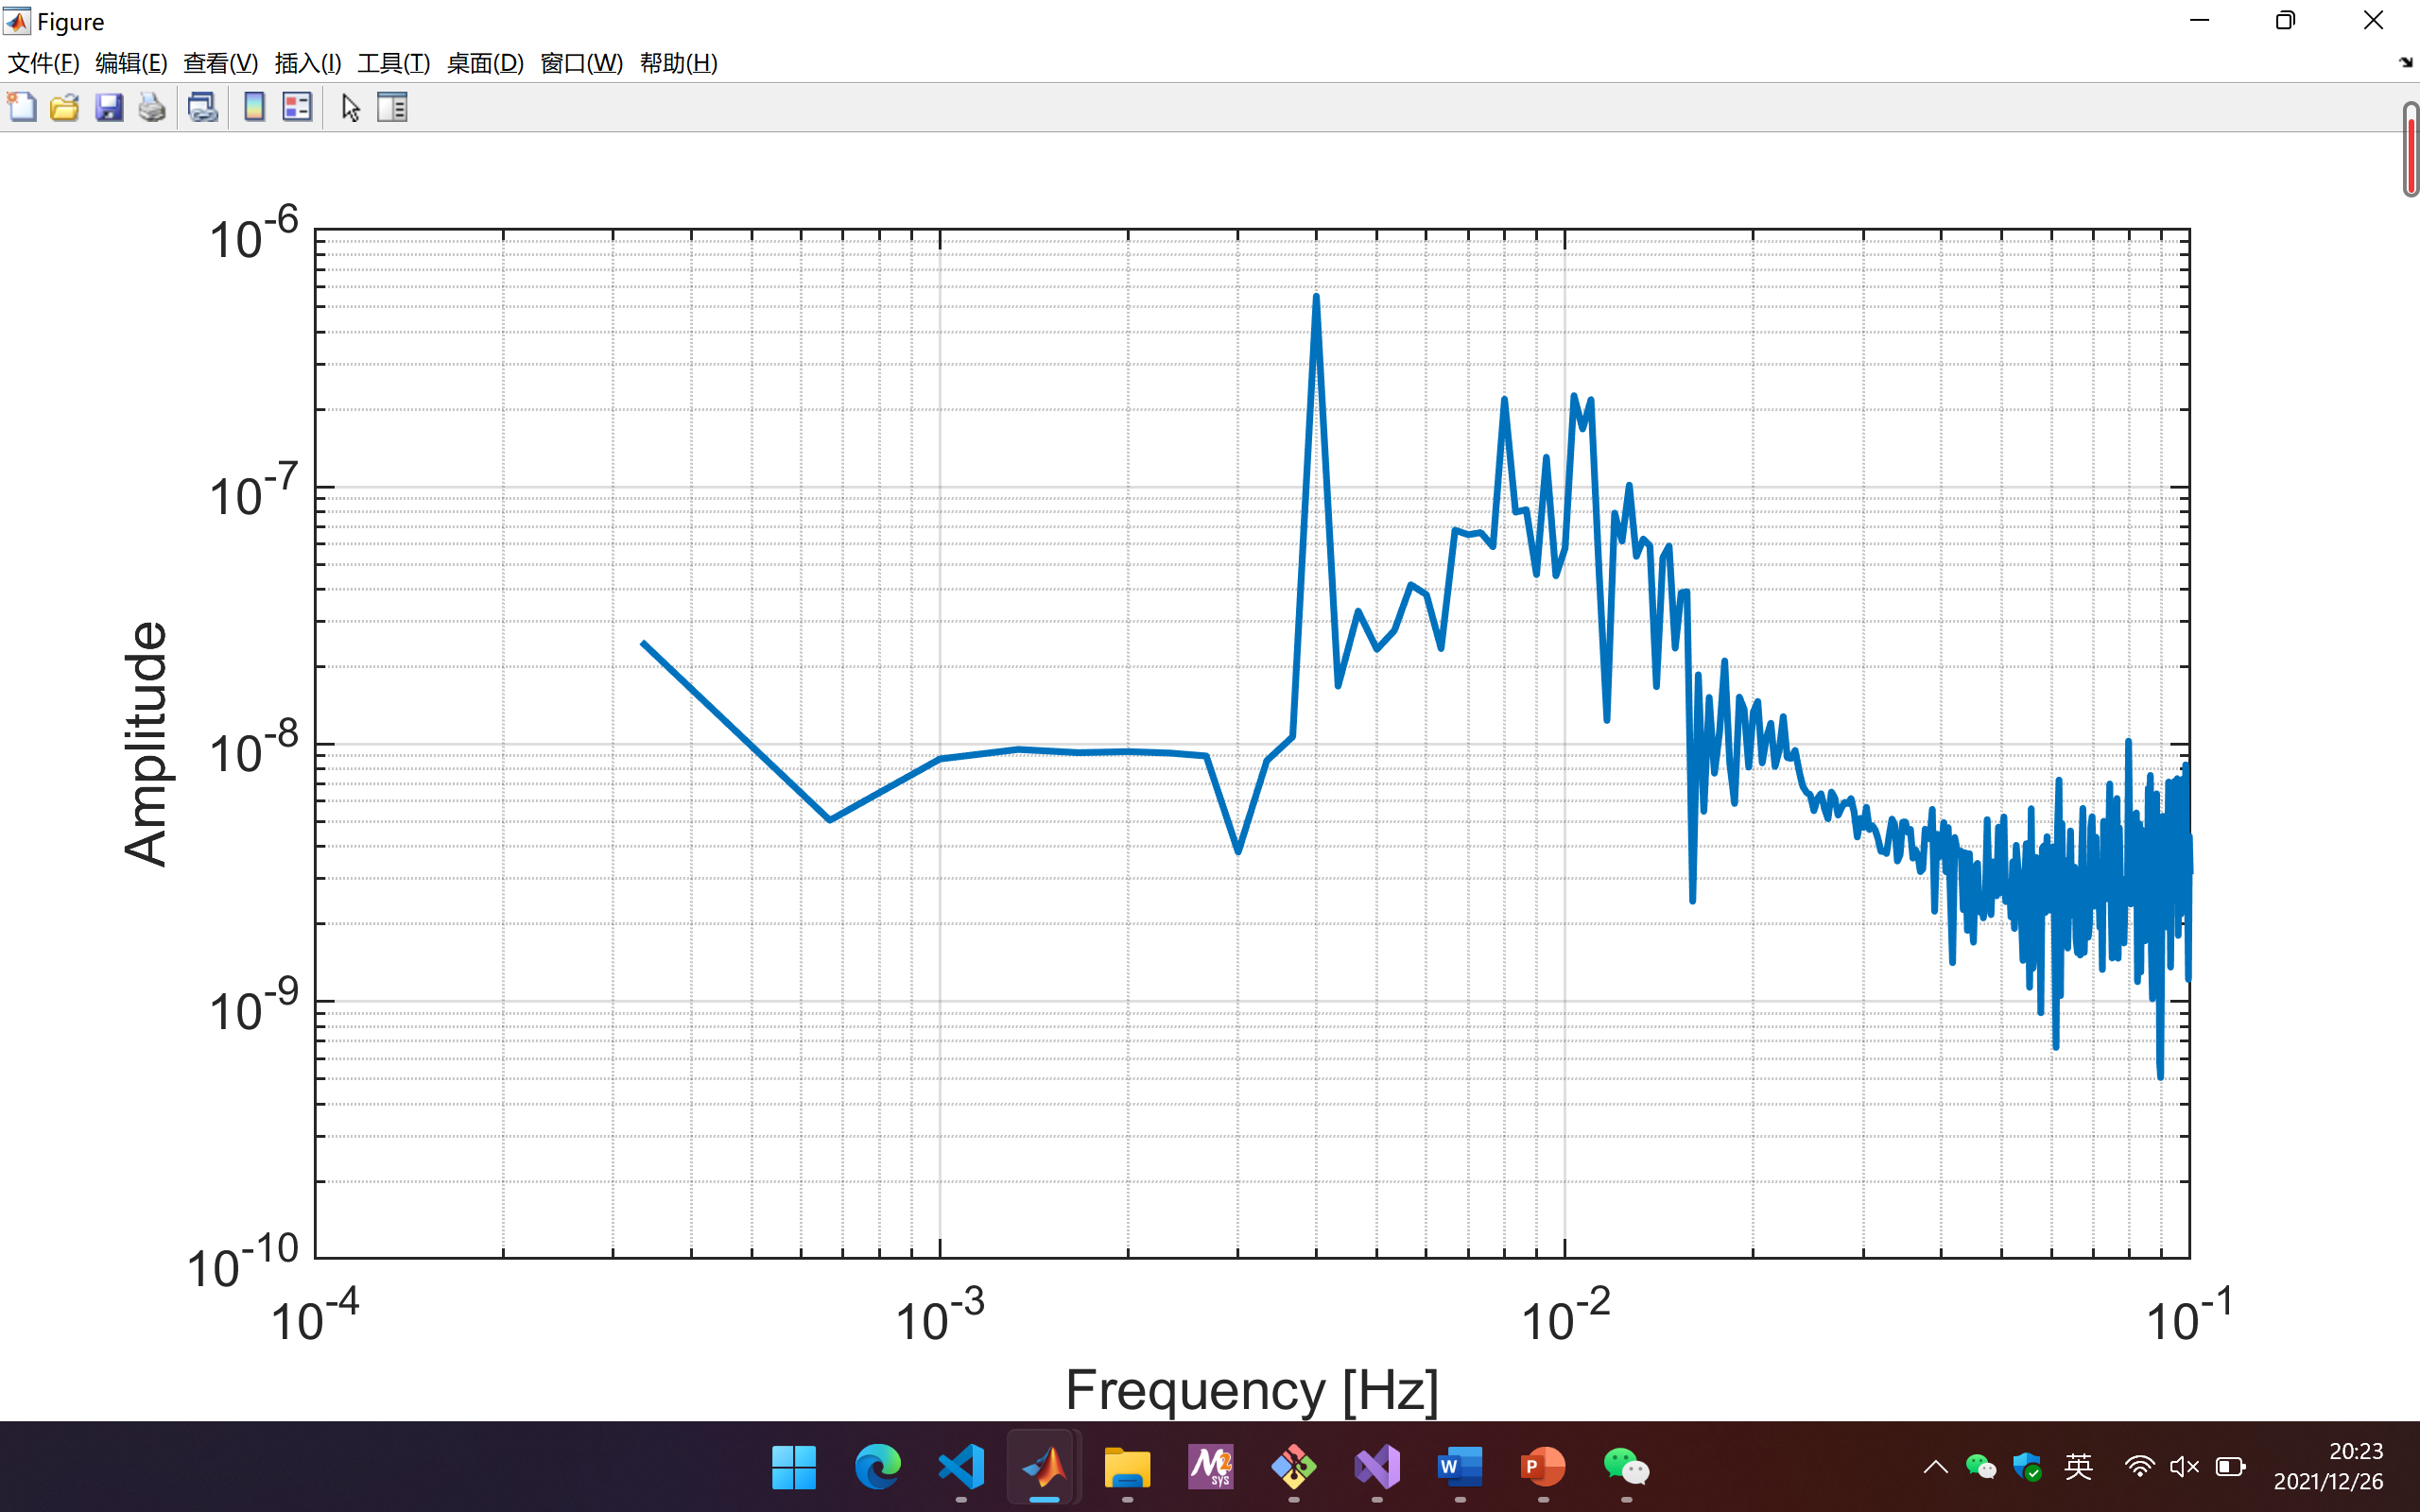 Figure
文件(F) 编辑(E) 查看(V) 插入(I) 工具(T) 桌面(D) 窗口(W) 帮助(H)
10^-6
10^-7
10^-8
10^-9
10^-10
Amplitude
10^-4 10^-3 10^-2 10^-1
Frequency [Hz]
M2 sys
W
P
英
20:23
2021/12/26